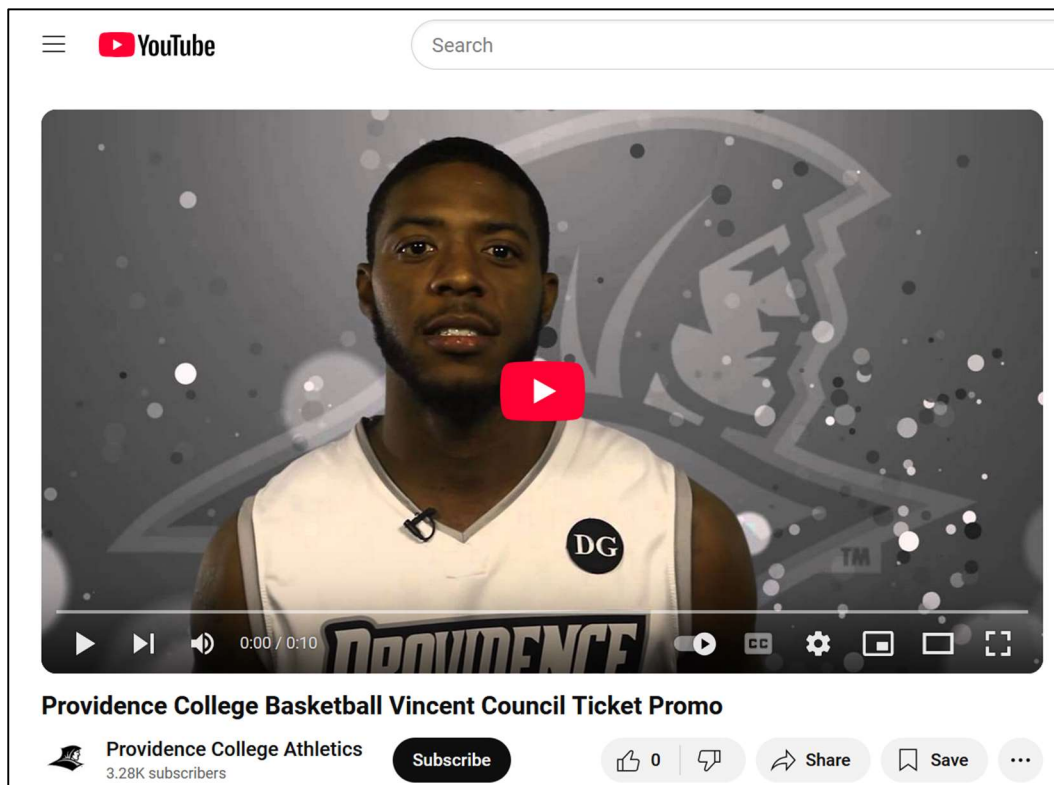 YouTube
Search
DG
TM
PROVIDENCE
0:00 / 0:10
CC
Providence College Basketball Vincent Council Ticket Promo
Providence College Athletics
3.28K subscribers
Subscribe
0
Share
Save